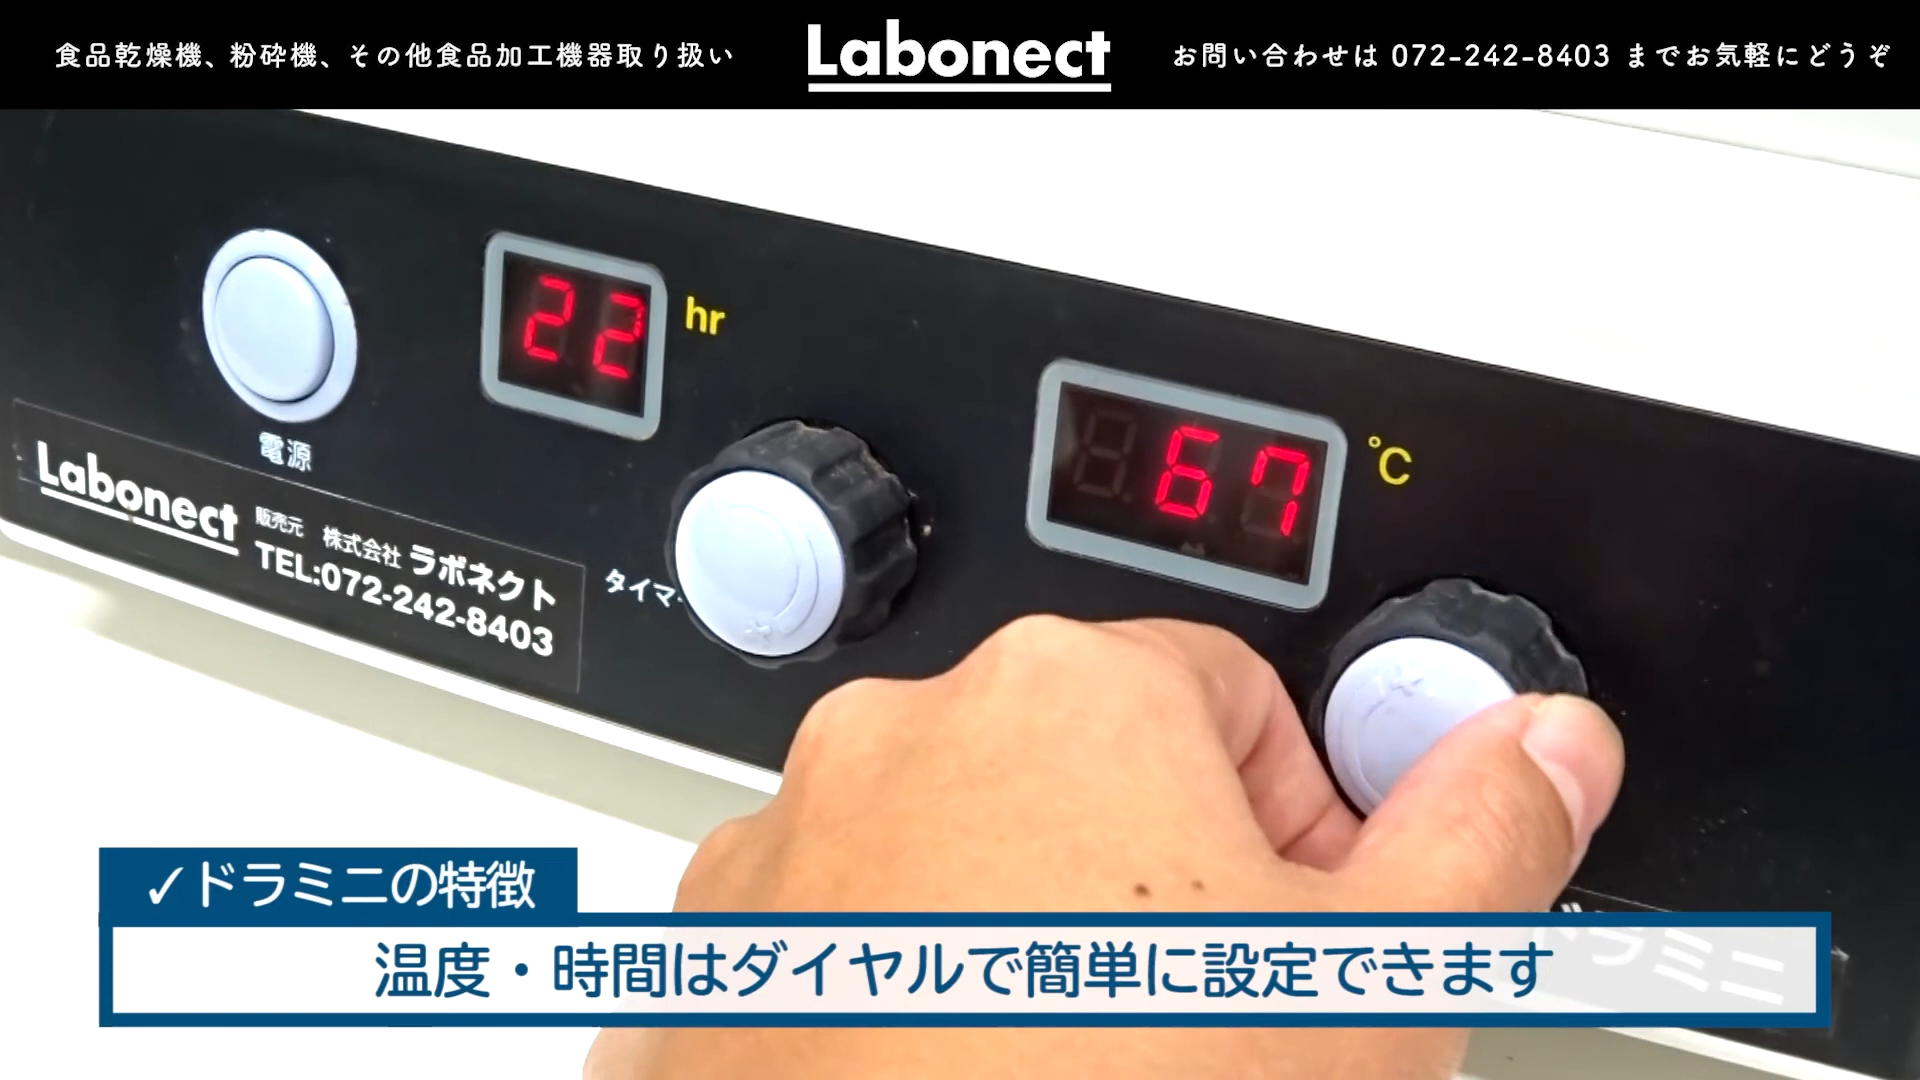 食品乾燥機、粉砕機、その他食品加工機器取り扱い
Labonect
お問い合わせは 072-242-8403 までお気軽にどうぞ
22 hr
67 ℃
電源
Labonect 販売元 株式会社 ラボネクト
TEL:072-242-8403
タイマ
✓ドラミニの特徴
温度・時間はダイヤルで簡単に設定できます
ドラミニ